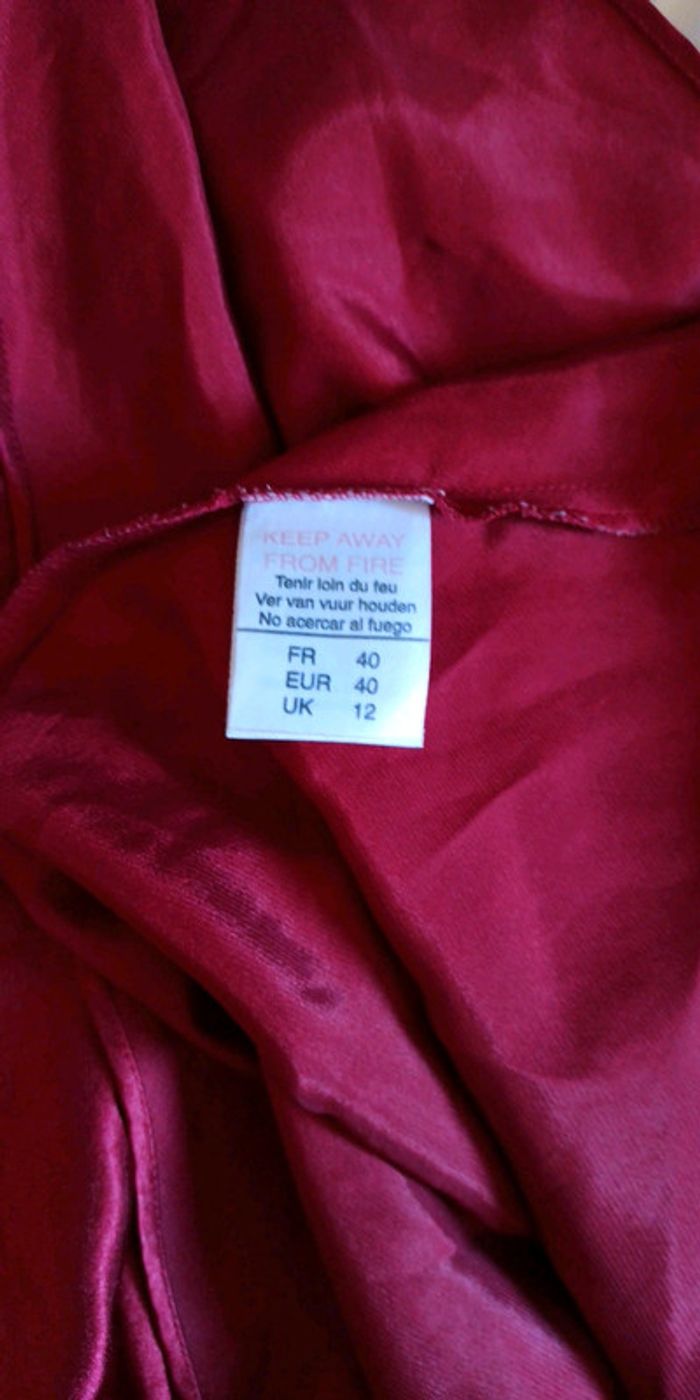 KEEP AWAY
FROM FIRE
Tenir loin du feu
Ver van vuur houden
No acercar al fuego
FR 40
EUR 40
UK 12